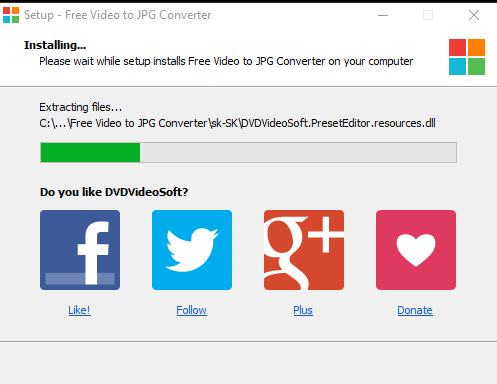 Setup - Free Video to JPG Converter
Installing...
Please wait while setup installs Free Video to JPG Converter on your computer
Extracting files...
C:\...\Free Video to JPG Converter\sk-SK\DVDVideoSoft.PresetEditor.resources.dll
Do you like DVDVideoSoft?
f
g+
Like!
Follow
Plus
Donate